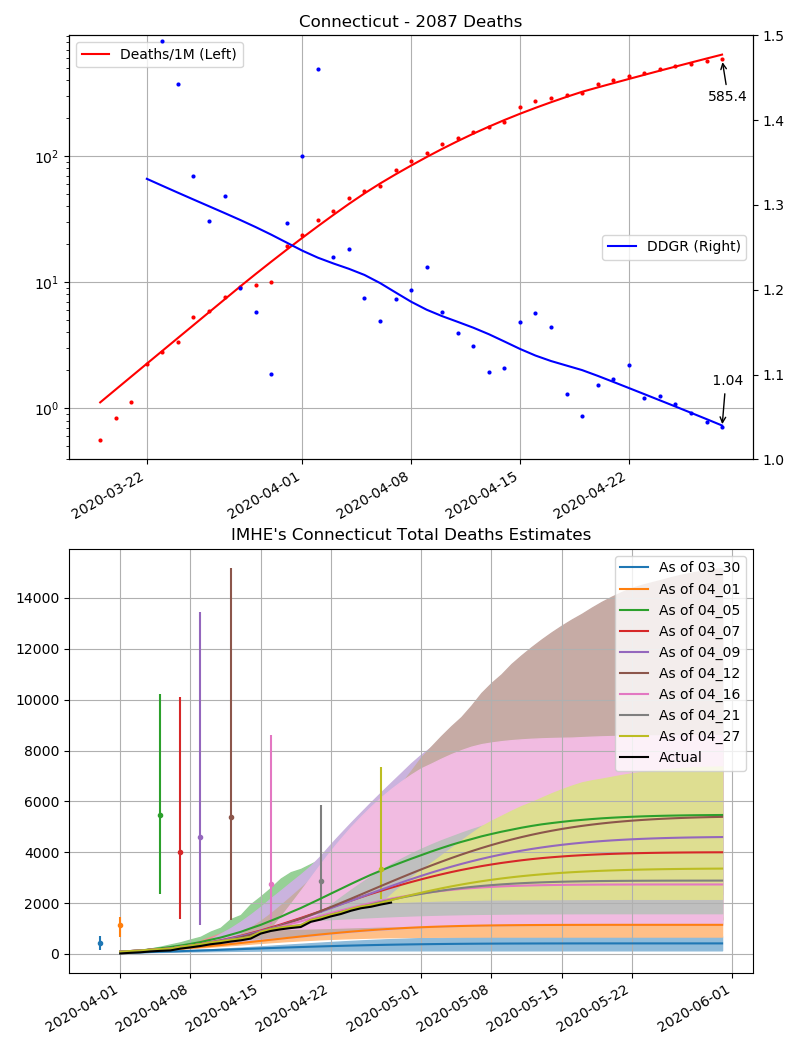 Connecticut - 2087 Deaths
Deaths/1M (Left)
DDGR (Right)
585.4
1.04
10²
10¹
10⁰
1.5
1.4
1.3
1.2
1.1
1.0
2020-03-22
2020-04-01
2020-04-08
2020-04-15
2020-04-22
IMHE's Connecticut Total Deaths Estimates
14000
12000
10000
8000
6000
4000
2000
0
As of 03_30
As of 04_01
As of 04_05
As of 04_07
As of 04_09
As of 04_12
As of 04_16
As of 04_21
As of 04_27
Actual
2020-04-01
2020-04-08
2020-04-15
2020-04-22
2020-05-01
2020-05-08
2020-05-15
2020-05-22
2020-06-01